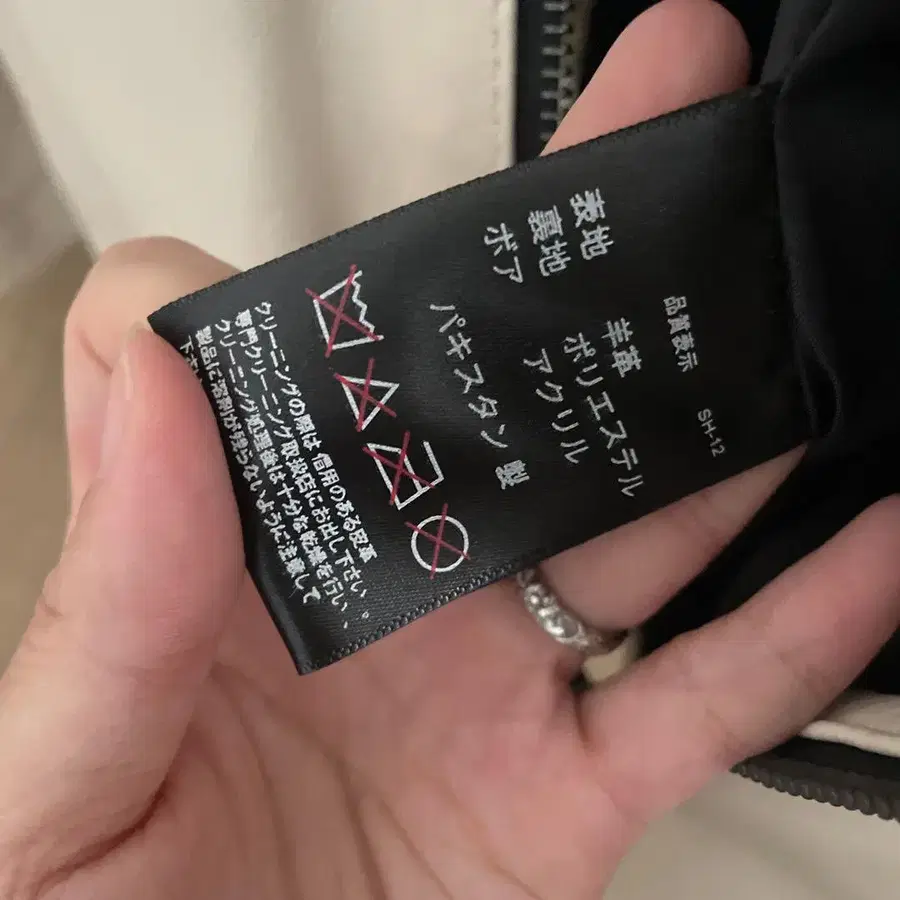 品質表示 SH-12
表地 羊革
裏地 ポリエステル
ボア アクリル
パキスタン 製
クリーニングの際は 信用のある皮革
専門クリーニング取扱店にお出し下さい。
クリーニング処理後は十分な乾燥を行い、
製品に溶剤が残らないように注意して